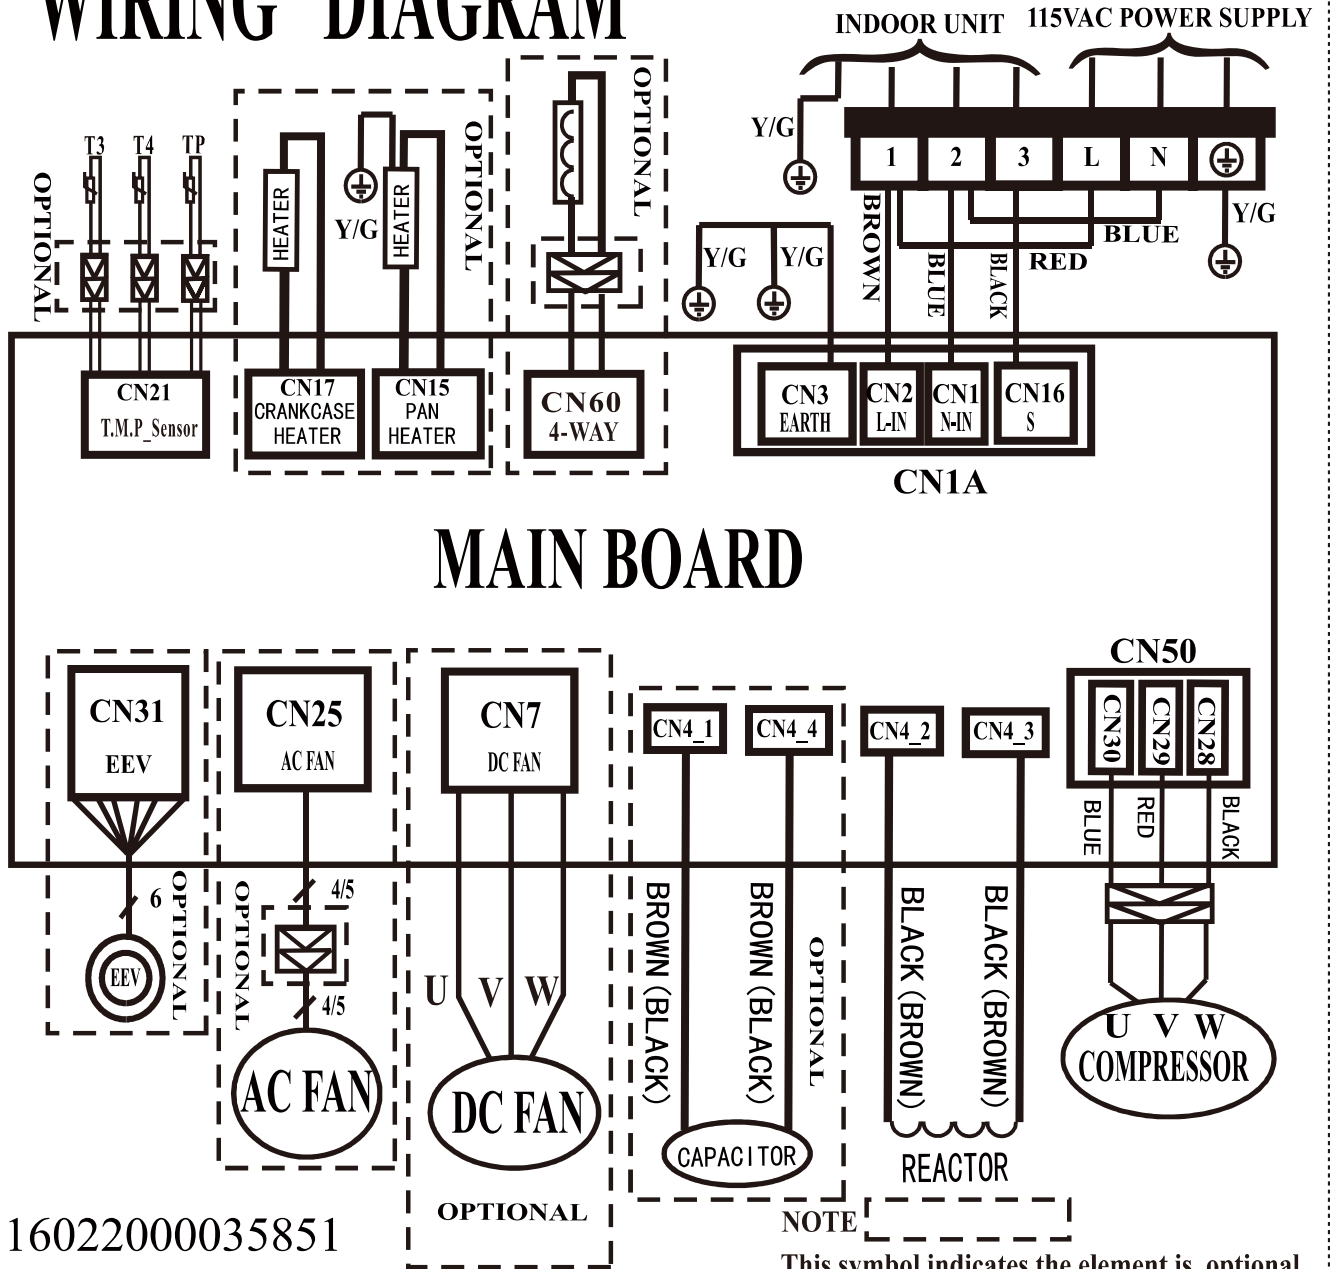 WIRING DIAGRAM
INDOOR UNIT
115VAC POWER SUPPLY
Y/G
1
2
3
L
N
Y/G
BROWN
BLUE
BLACK
BLUE
RED
Y/G
Y/G
T3
T4
TP
OPTIONAL
HEATER
Y/G
HEATER
OPTIONAL
OPTIONAL
CN21
T.M.P_Sensor
CN17
CRANKCASE
HEATER
CN15
PAN
HEATER
CN60
4-WAY
CN3
EARTH
CN2
L-IN
CN1
N-IN
CN16
S
CN1A
MAIN BOARD
CN31
EEV
CN25
AC FAN
CN7
DC FAN
CN4_1
CN4_4
CN4_2
CN4_3
CN50
CN30
CN29
CN28
BLUE
RED
BLACK
6
OPTIONAL
EEV
OPTIONAL
4/5
4/5
AC FAN
U
V
W
DC FAN
OPTIONAL
BROWN(BLACK)
BROWN(BLACK)
OPTIONAL
CAPACITOR
BLACK(BROWN)
BLACK(BROWN)
REACTOR
U V W
COMPRESSOR
16022000035851
NOTE
This symbol indicates the element is optional